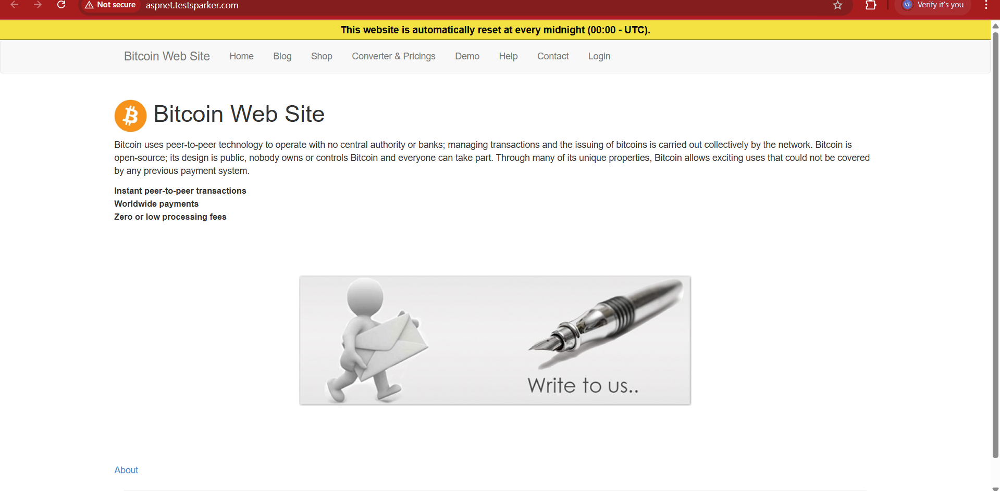 Not secure
aspnet.testsparker.com
Vü
Verify it's you
This website is automatically reset at every midnight (00:00 - UTC).
Bitcoin Web Site Home Blog Shop Converter & Pricings Demo Help Contact Login
Bitcoin Web Site
Bitcoin uses peer-to-peer technology to operate with no central authority or banks; managing transactions and the issuing of bitcoins is carried out collectively by the network. Bitcoin is
open-source; its design is public, nobody owns or controls Bitcoin and everyone can take part. Through many of its unique properties, Bitcoin allows exciting uses that could not be covered
by any previous payment system.
Instant peer-to-peer transactions
Worldwide payments
Zero or low processing fees
Write to us..
About